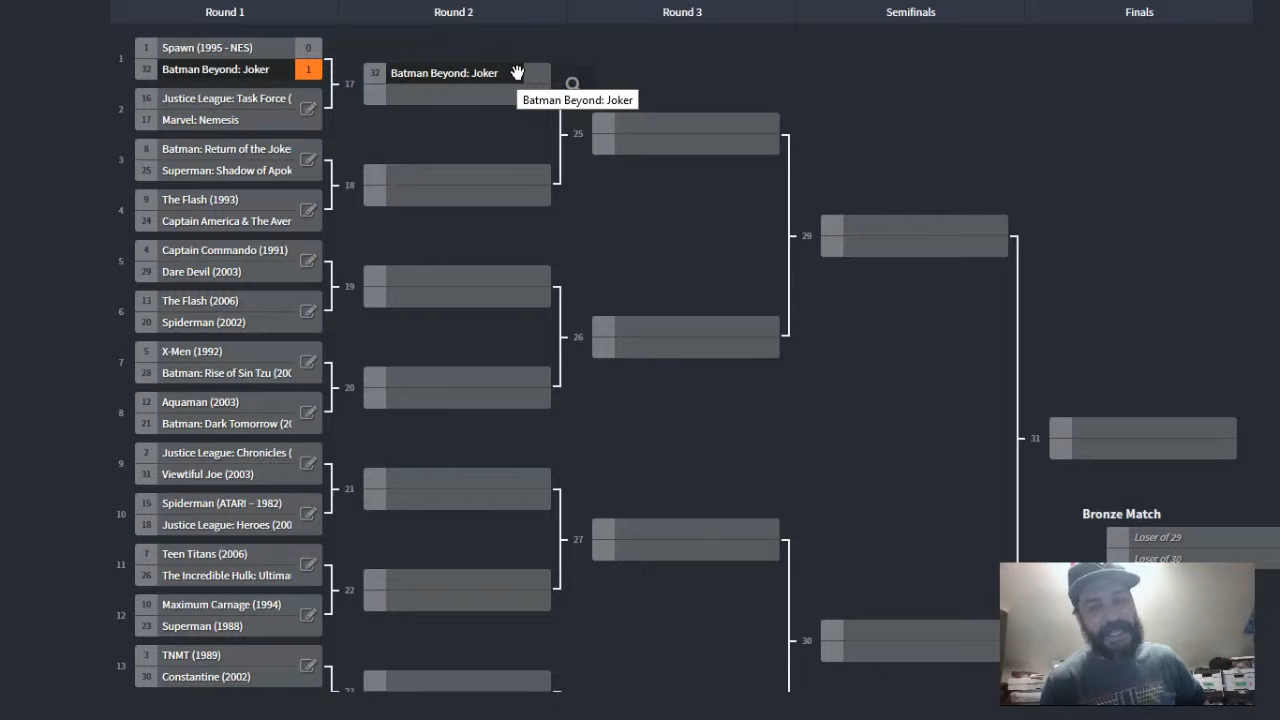 Round 1
Round 2
Round 3
Semifinals
Finals
1
1 Spawn (1995 - NES) 0
32 Batman Beyond: Joker 1
2
16 Justice League: Task Force (
17 Marvel: Nemesis
3
8 Batman: Return of the Joke
25 Superman: Shadow of Apok
4
9 The Flash (1993)
24 Captain America & The Aven
5
4 Captain Commando (1991)
29 Dare Devil (2003)
6
13 The Flash (2006)
20 Spiderman (2002)
7
5 X-Men (1992)
28 Batman: Rise of Sin Tzu (200
8
12 Aquaman (2003)
21 Batman: Dark Tomorrow (20
9
2 Justice League: Chronicles (
31 Viewtiful Joe (2003)
10
15 Spiderman (ATARI – 1982)
18 Justice League: Heroes (200
11
7 Teen Titans (2006)
26 The Incredible Hulk: Ultima
12
10 Maximum Carnage (1994)
23 Superman (1988)
13
3 TNMT (1989)
30 Constantine (2002)
17
32 Batman Beyond: Joker
Batman Beyond: Joker
18
19
20
21
22
23
25
26
27
29
30
31
Bronze Match
Loser of 29
Loser of 30